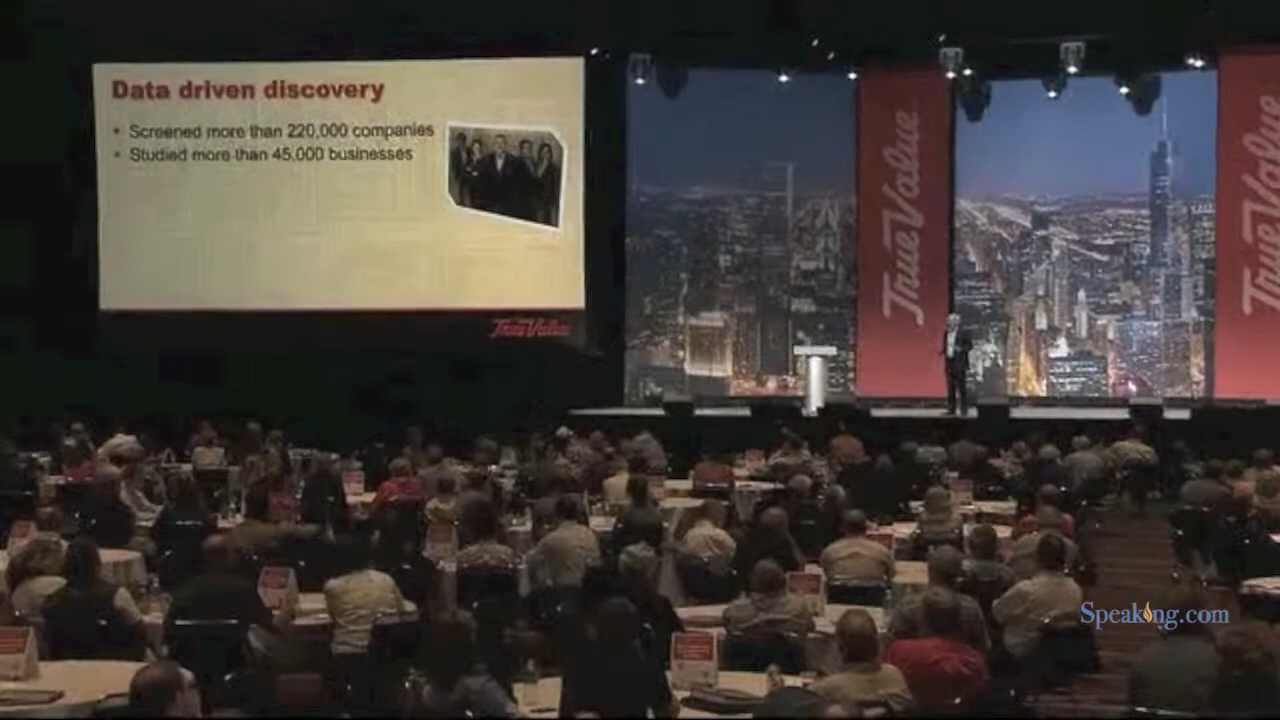 Data driven discovery
• Screened more than 220,000 companies
• Studied more than 45,000 businesses
True Value
True Value
True Value
Speaking.com